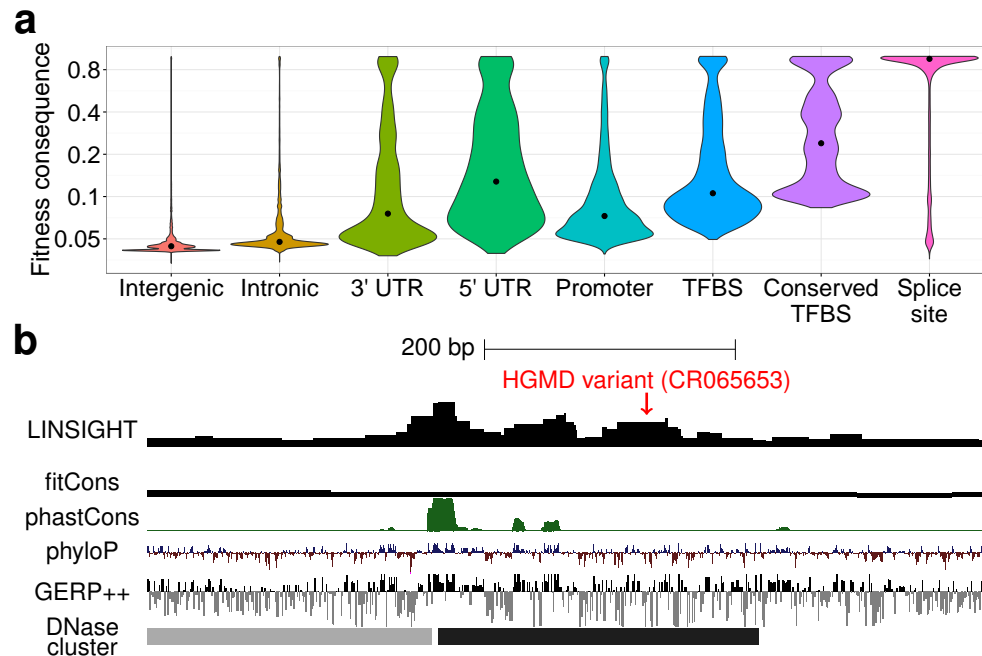 a
Fitness consequence
0.8
0.4
0.2
0.1
0.05
Intergenic
Intronic
3' UTR
5' UTR
Promoter
TFBS
Conserved
TFBS
Splice
site
b
200 bp
HGMD variant (CR065653)
LINSIGHT
fitCons
phastCons
phyloP
GERP++
DNase
cluster